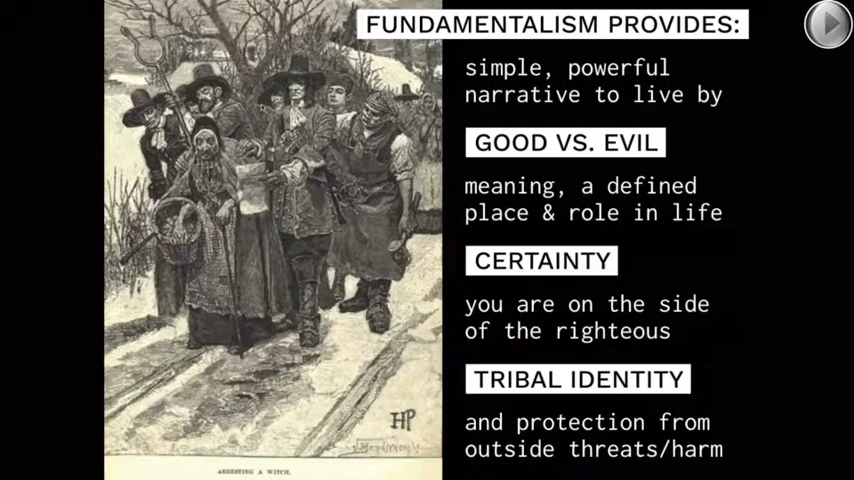 FUNDAMENTALISM PROVIDES:
simple, powerful
narrative to live by
GOOD VS. EVIL
meaning, a defined
place & role in life
CERTAINTY
you are on the side
of the righteous
TRIBAL IDENTITY
and protection from
outside threats/harm
HP
ARRESTING A WITCH.